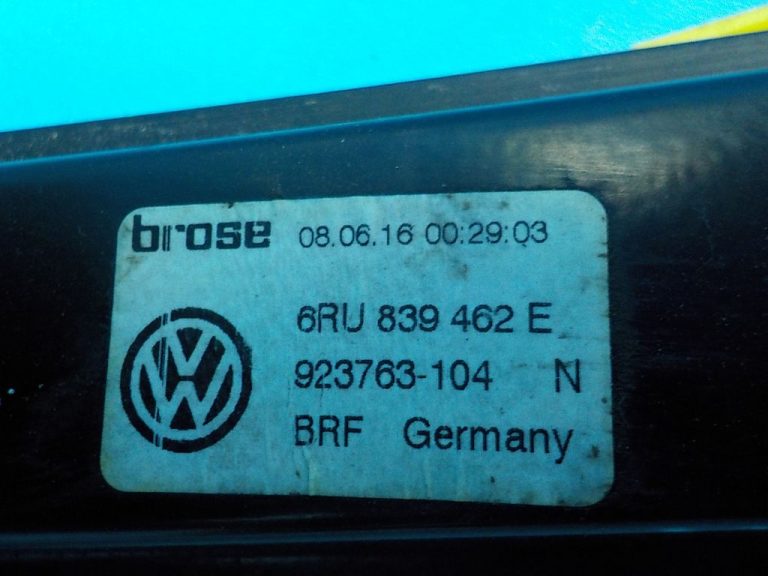 brose 08.06.16 00:29:03
6RU 839 462 E
923763-104 N
BRF Germany